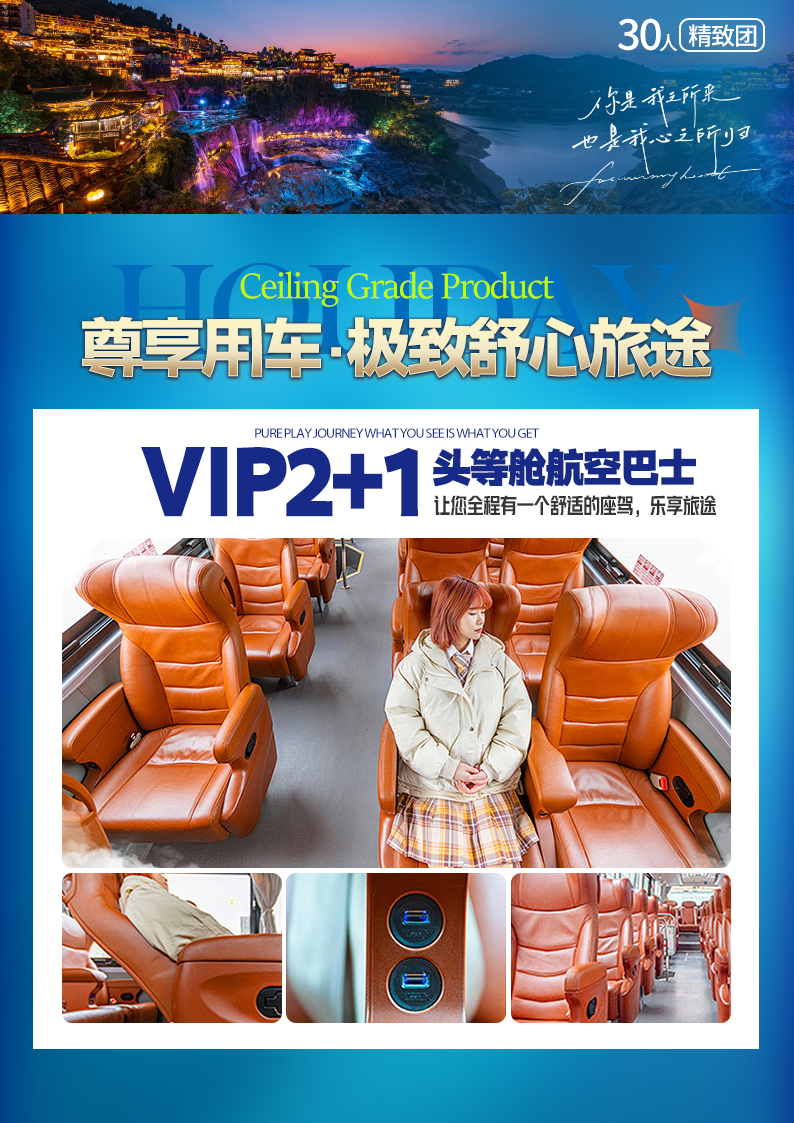 30人 精致团
你是我之所来
也是我心之所归
HOLIDAY
Ceiling Grade Product
尊享用车·极致舒心旅途
PURE PLAY JOURNEY WHAT YOU SEE IS WHAT YOU GET
VIP2+1 头等舱航空巴士
让您全程有一个舒适的座驾，乐享旅途